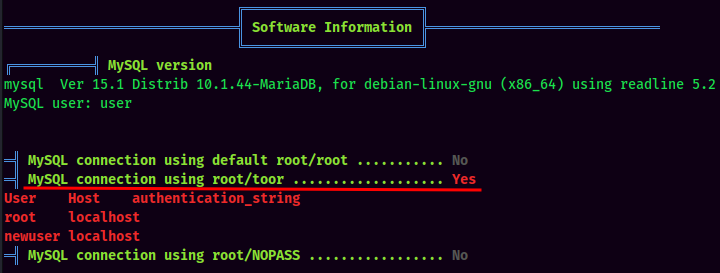 Software Information
MySQL version
mysql  Ver 15.1 Distrib 10.1.44-MariaDB, for debian-linux-gnu (x86_64) using readline 5.2
MySQL user: user
MySQL connection using default root/root ........... No
MySQL connection using root/toor ................... Yes
User    Host    authentication_string
root    localhost
newuser localhost
MySQL connection using root/NOPASS ................. No